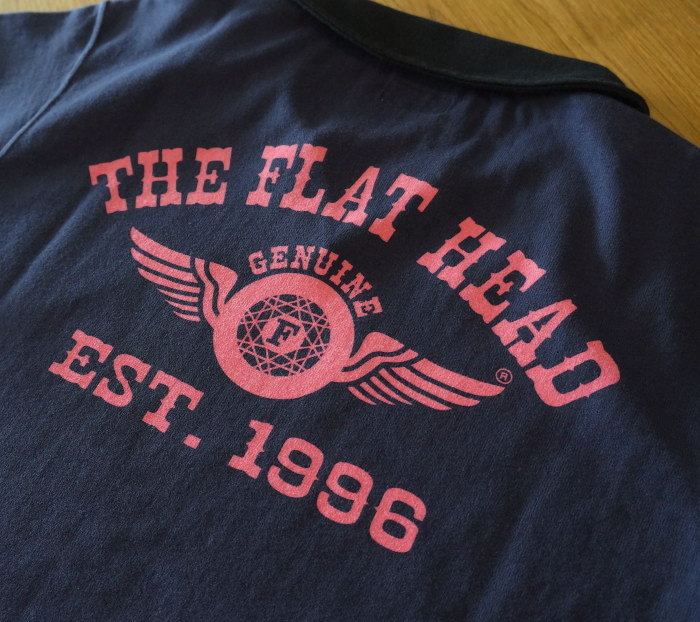 THE FLAT HEAD
GENUINE
F
®
EST. 1996